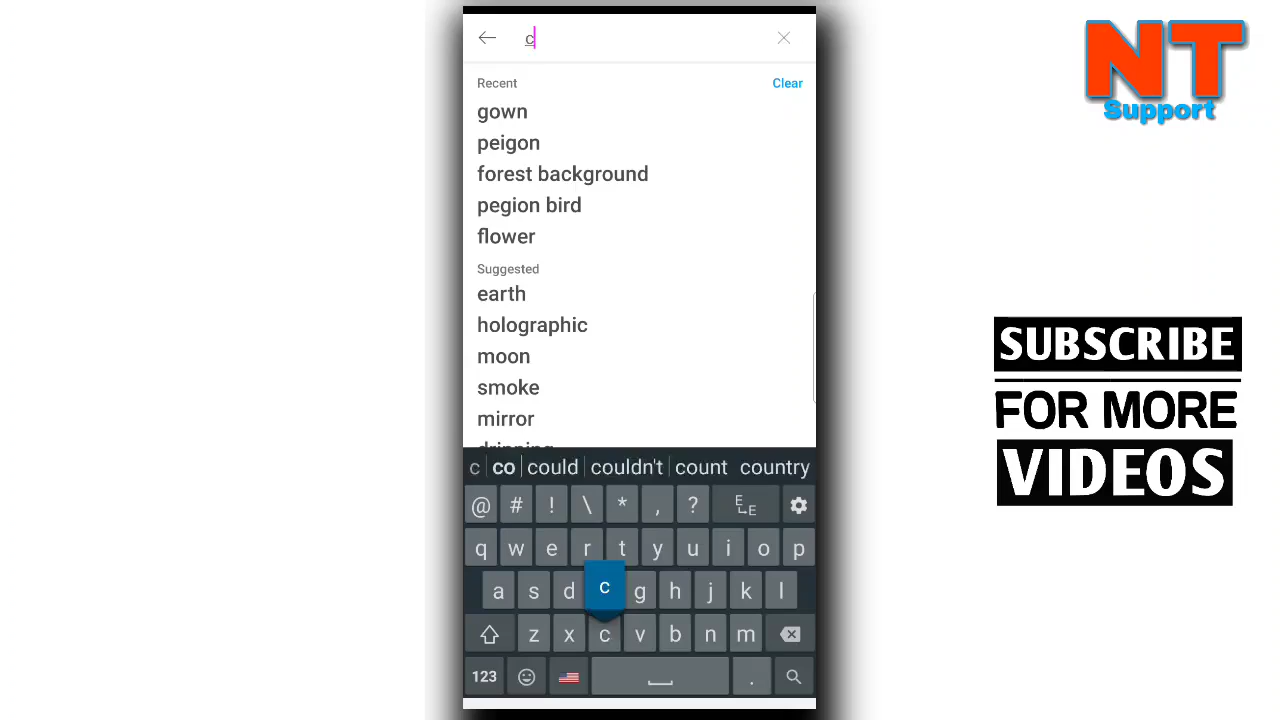 c
Recent Clear
gown
peigon
forest background
pegion bird
flower
Suggested
earth
holographic
moon
smoke
mirror
c co could couldn't count country
@ # ! \ * , ? E E
q w e r t y u i o p
a s d c g h j k l
z x c v b n m
123 .
NT
Support
SUBSCRIBE
FOR MORE
VIDEOS